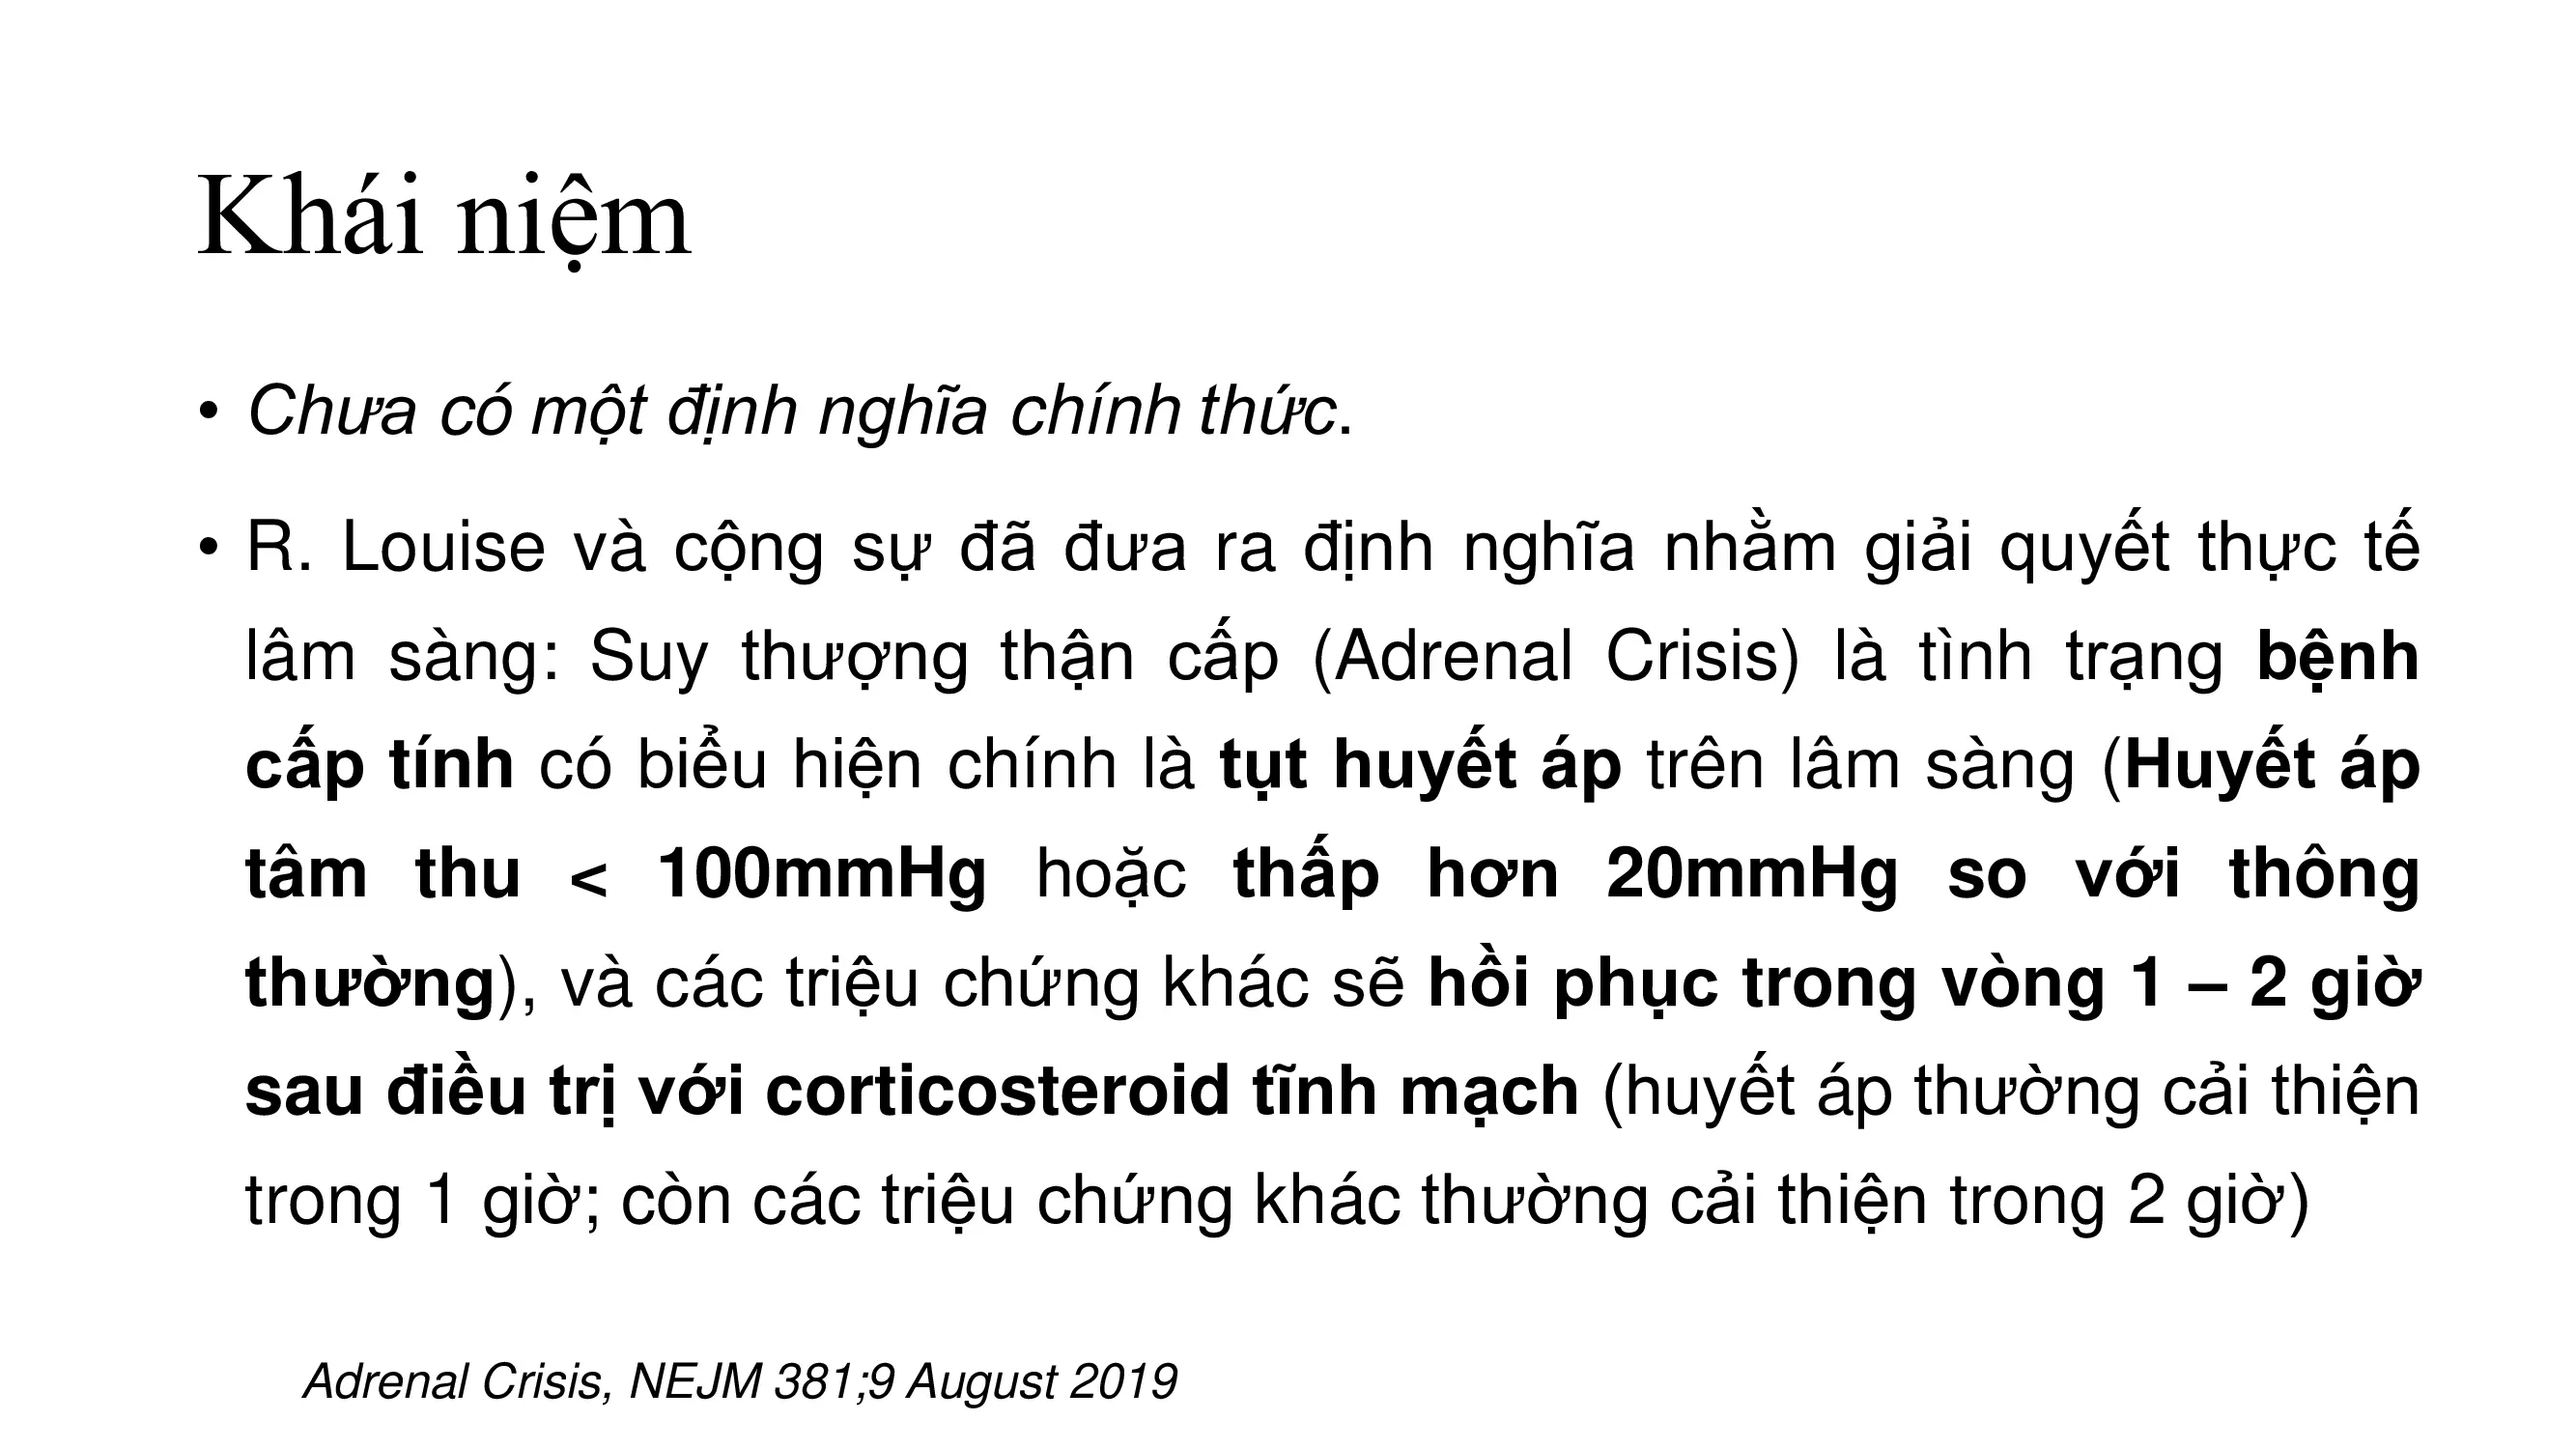 Khái niệm
• Chưa có một định nghĩa chính thức.
• R. Louise và cộng sự đã đưa ra định nghĩa nhằm giải quyết thực tế
lâm sàng: Suy thượng thận cấp (Adrenal Crisis) là tình trạng bệnh
cấp tính có biểu hiện chính là tụt huyết áp trên lâm sàng (Huyết áp
tâm thu < 100mmHg hoặc thấp hơn 20mmHg so với thông
thường), và các triệu chứng khác sẽ hồi phục trong vòng 1 – 2 giờ
sau điều trị với corticosteroid tĩnh mạch (huyết áp thường cải thiện
trong 1 giờ; còn các triệu chứng khác thường cải thiện trong 2 giờ)
Adrenal Crisis, NEJM 381;9 August 2019